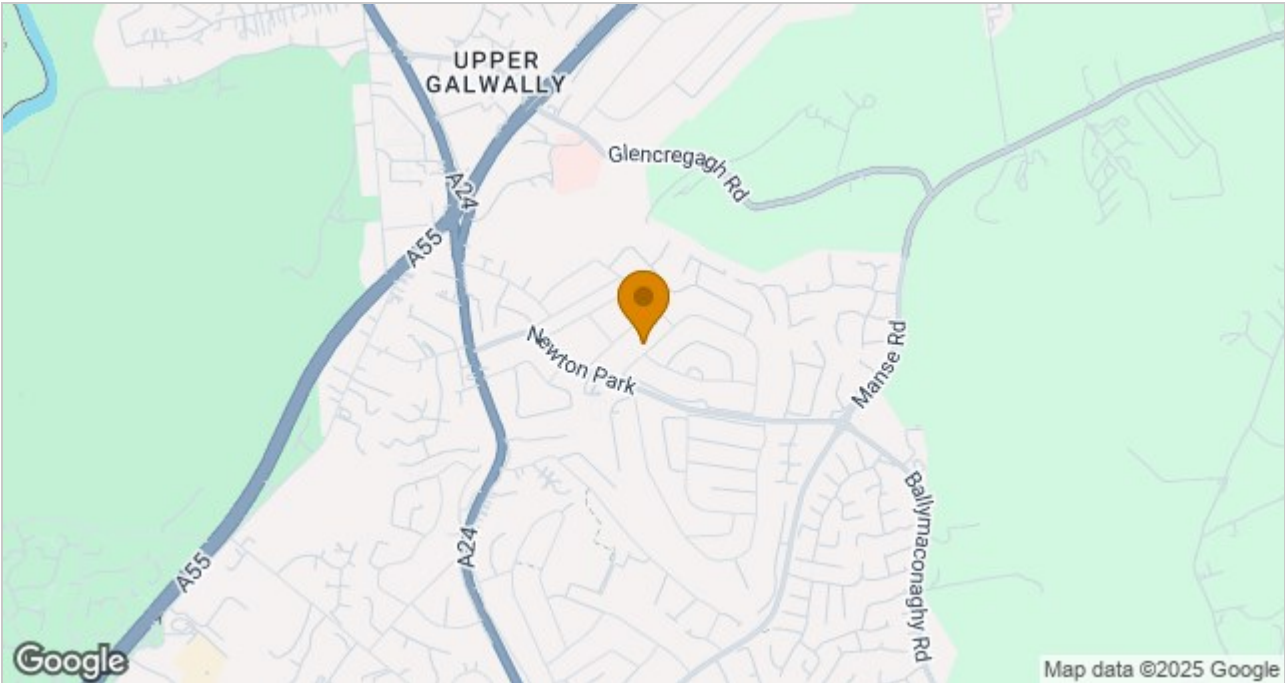 UPPER
GALWALLY
Glencregagh Rd
A24
A55
Newton Park
Manse Rd
Ballymaconaghy Rd
A24
A55
Google
Map data ©2025 Google